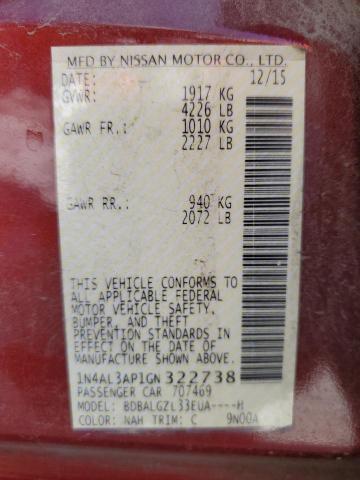 MFD BY NISSAN MOTOR CO., LTD.
DATE: 12/15
GVWR: 1917 KG
4226 LB
GAWR FR.: 1010 KG
2227 LB
GAWR RR.: 940 KG
2072 LB
THIS VEHICLE CONFORMS TO
ALL APPLICABLE FEDERAL
MOTOR VEHICLE SAFETY,
BUMPER, AND THEFT
PREVENTION STANDARDS IN
EFFECT ON THE DATE OF
MANUFACTURE SHOWN ABOVE.
1N4AL3AP1GN322738
PASSENGER CAR 707469
MODEL: BDBALGZL33EUA----H
COLOR: NAH TRIM: C 9N00A